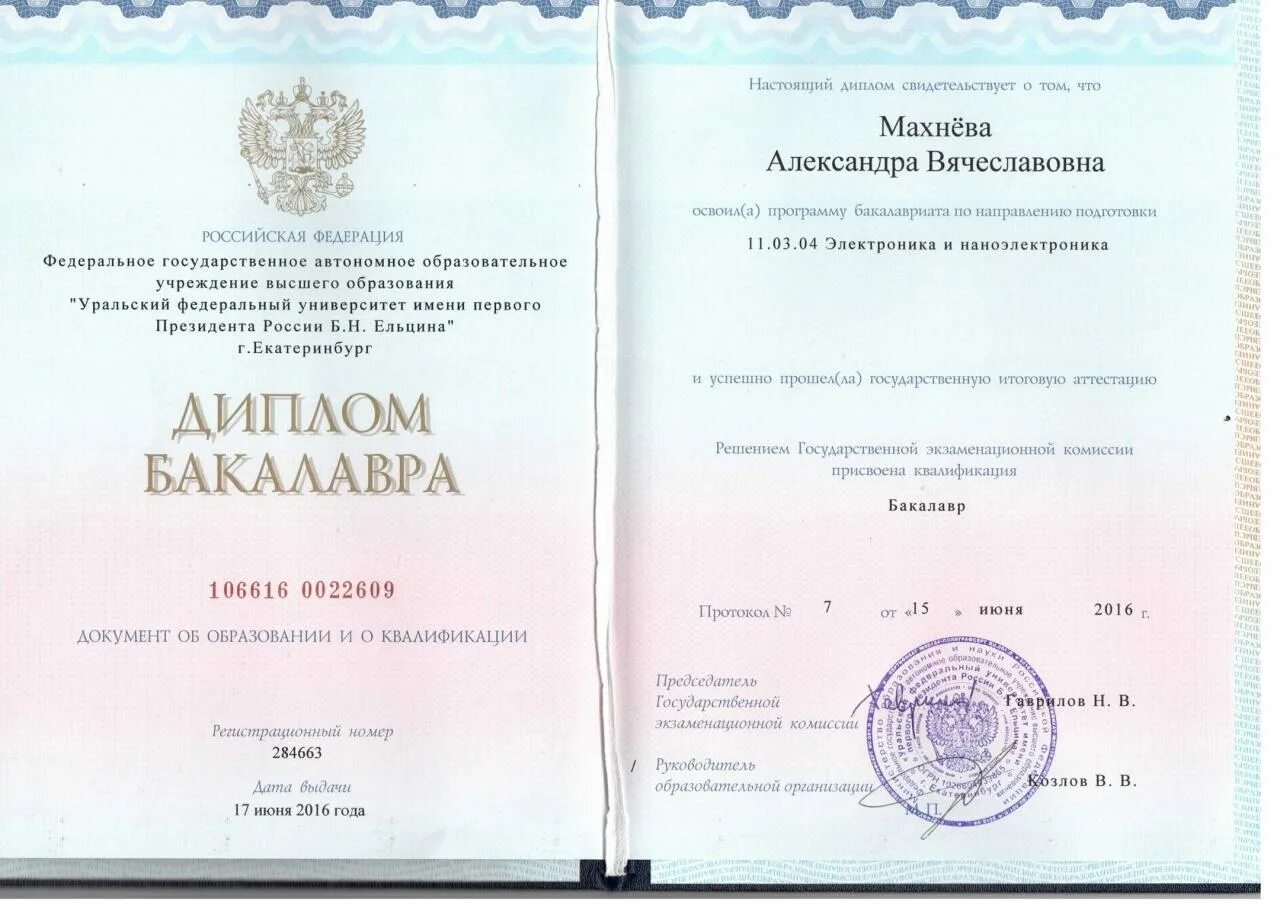 РОССИЙСКАЯ ФЕДЕРАЦИЯ
Федеральное государственное автономное образовательное
учреждение высшего образования
"Уральский федеральный университет имени первого
Президента России Б.Н. Ельцина"
г.Екатеринбург
ДИПЛОМ
БАКАЛАВРА
106616 0022609
ДОКУМЕНТ ОБ ОБРАЗОВАНИИ И О КВАЛИФИКАЦИИ
Регистрационный номер
284663
Дата выдачи
17 июня 2016 года
Настоящий диплом свидетельствует о том, что
Махнёва
Александра Вячеславовна
освоил(а) программу бакалавриата по направлению подготовки
11.03.04 Электроника и наноэлектроника
и успешно прошел(ла) государственную итоговую аттестацию
Решением Государственной экзаменационной комиссии
присвоена квалификация
Бакалавр
Протокол № 7 от «15 » июня 2016 г.
Председатель
Государственной
экзаменационной комиссии
Гаврилов Н. В.
Руководитель
образовательной организации
Козлов В. В.
М.П.